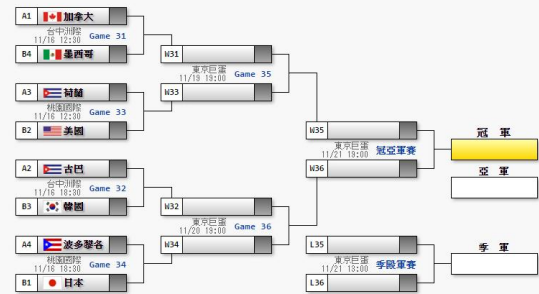 A1 加拿大
台中洲際 Game 31
11/16 12:30
B4 墨西哥
A3 荷蘭
桃園國際 Game 33
11/16 12:30
B2 美國
A2 古巴
台中洲際 Game 32
11/16 18:30
B3 韓國
A4 波多黎各
桃園國際 Game 34
11/16 18:30
B1 日本
W31
東京巨蛋 Game 35
11/19 19:00
W33
W32
東京巨蛋 Game 36
11/20 19:00
W34
W35
東京巨蛋 冠亞軍賽
11/21 19:00
W36
L35
東京巨蛋 季殿軍賽
11/21 13:00
L36
冠 軍
亞 軍
季 軍